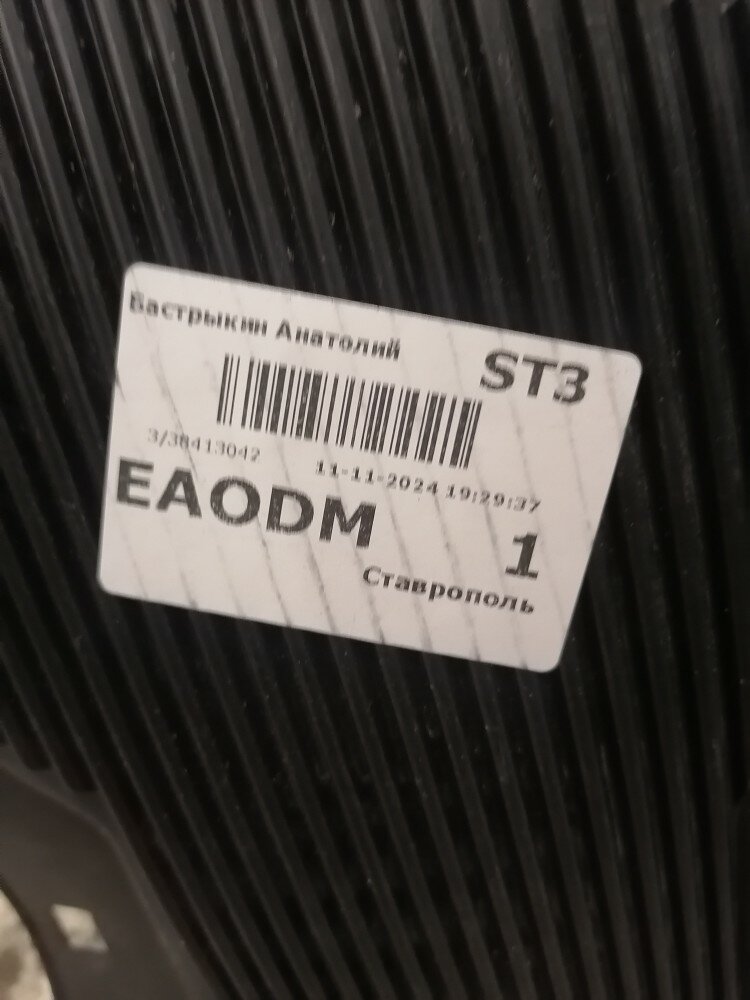 Бастрыкин Анатолий
ST3
3/38413042
11-11-2024 19:29:37
EAODM
1
Ставрополь